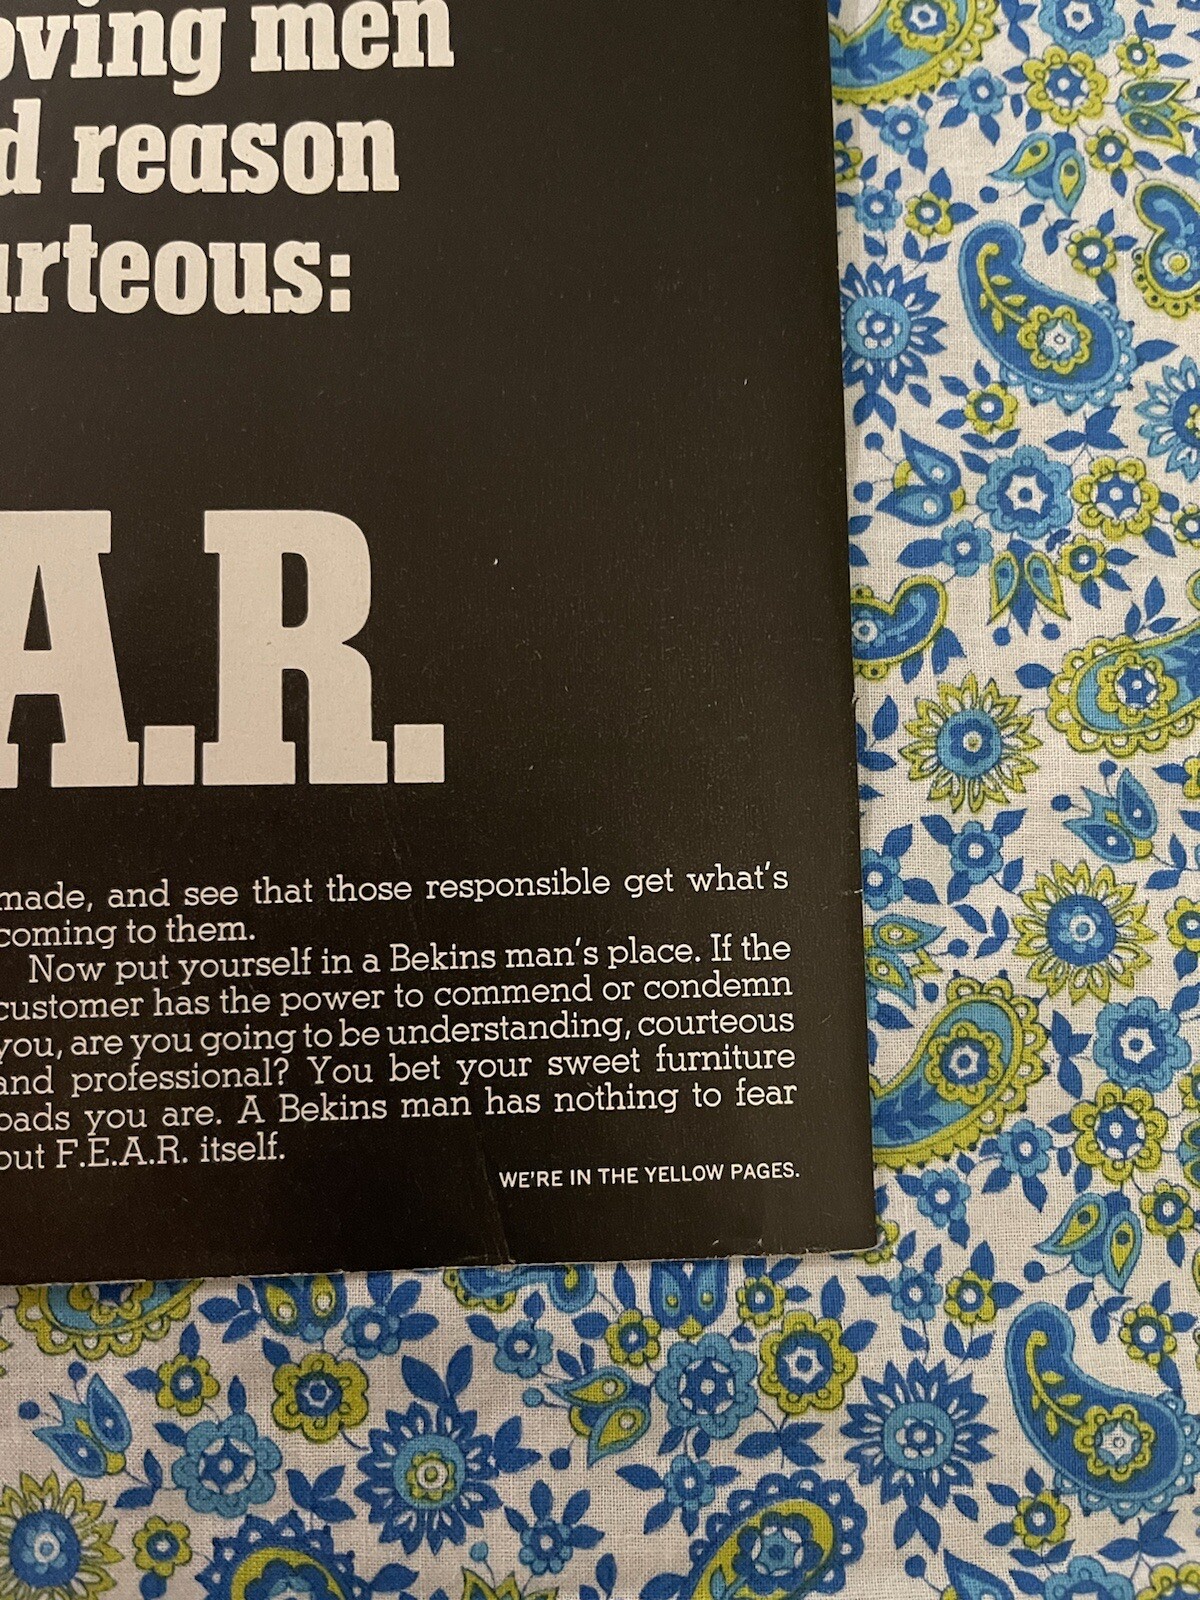 oving men
d reason
urteous:
A.R.
made, and see that those responsible get what's
coming to them.
Now put yourself in a Bekins man's place. If the
customer has the power to commend or condemn
you, are you going to be understanding, courteous
and professional? You bet your sweet furniture
oads you are. A Bekins man has nothing to fear
but F.E.A.R. itself.
WE'RE IN THE YELLOW PAGES.